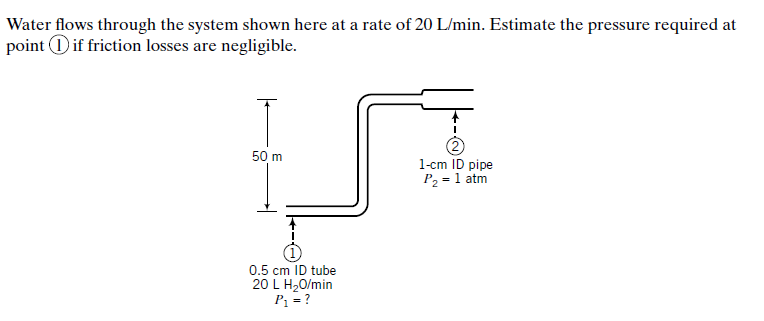 Water flows through the system shown here at a rate of 20 L/min. Estimate the pressure required at
point ① if friction losses are negligible.
50 m
②
1-cm ID pipe
P₂ = 1 atm
①
0.5 cm ID tube
20 L H₂O/min
P₁ = ?